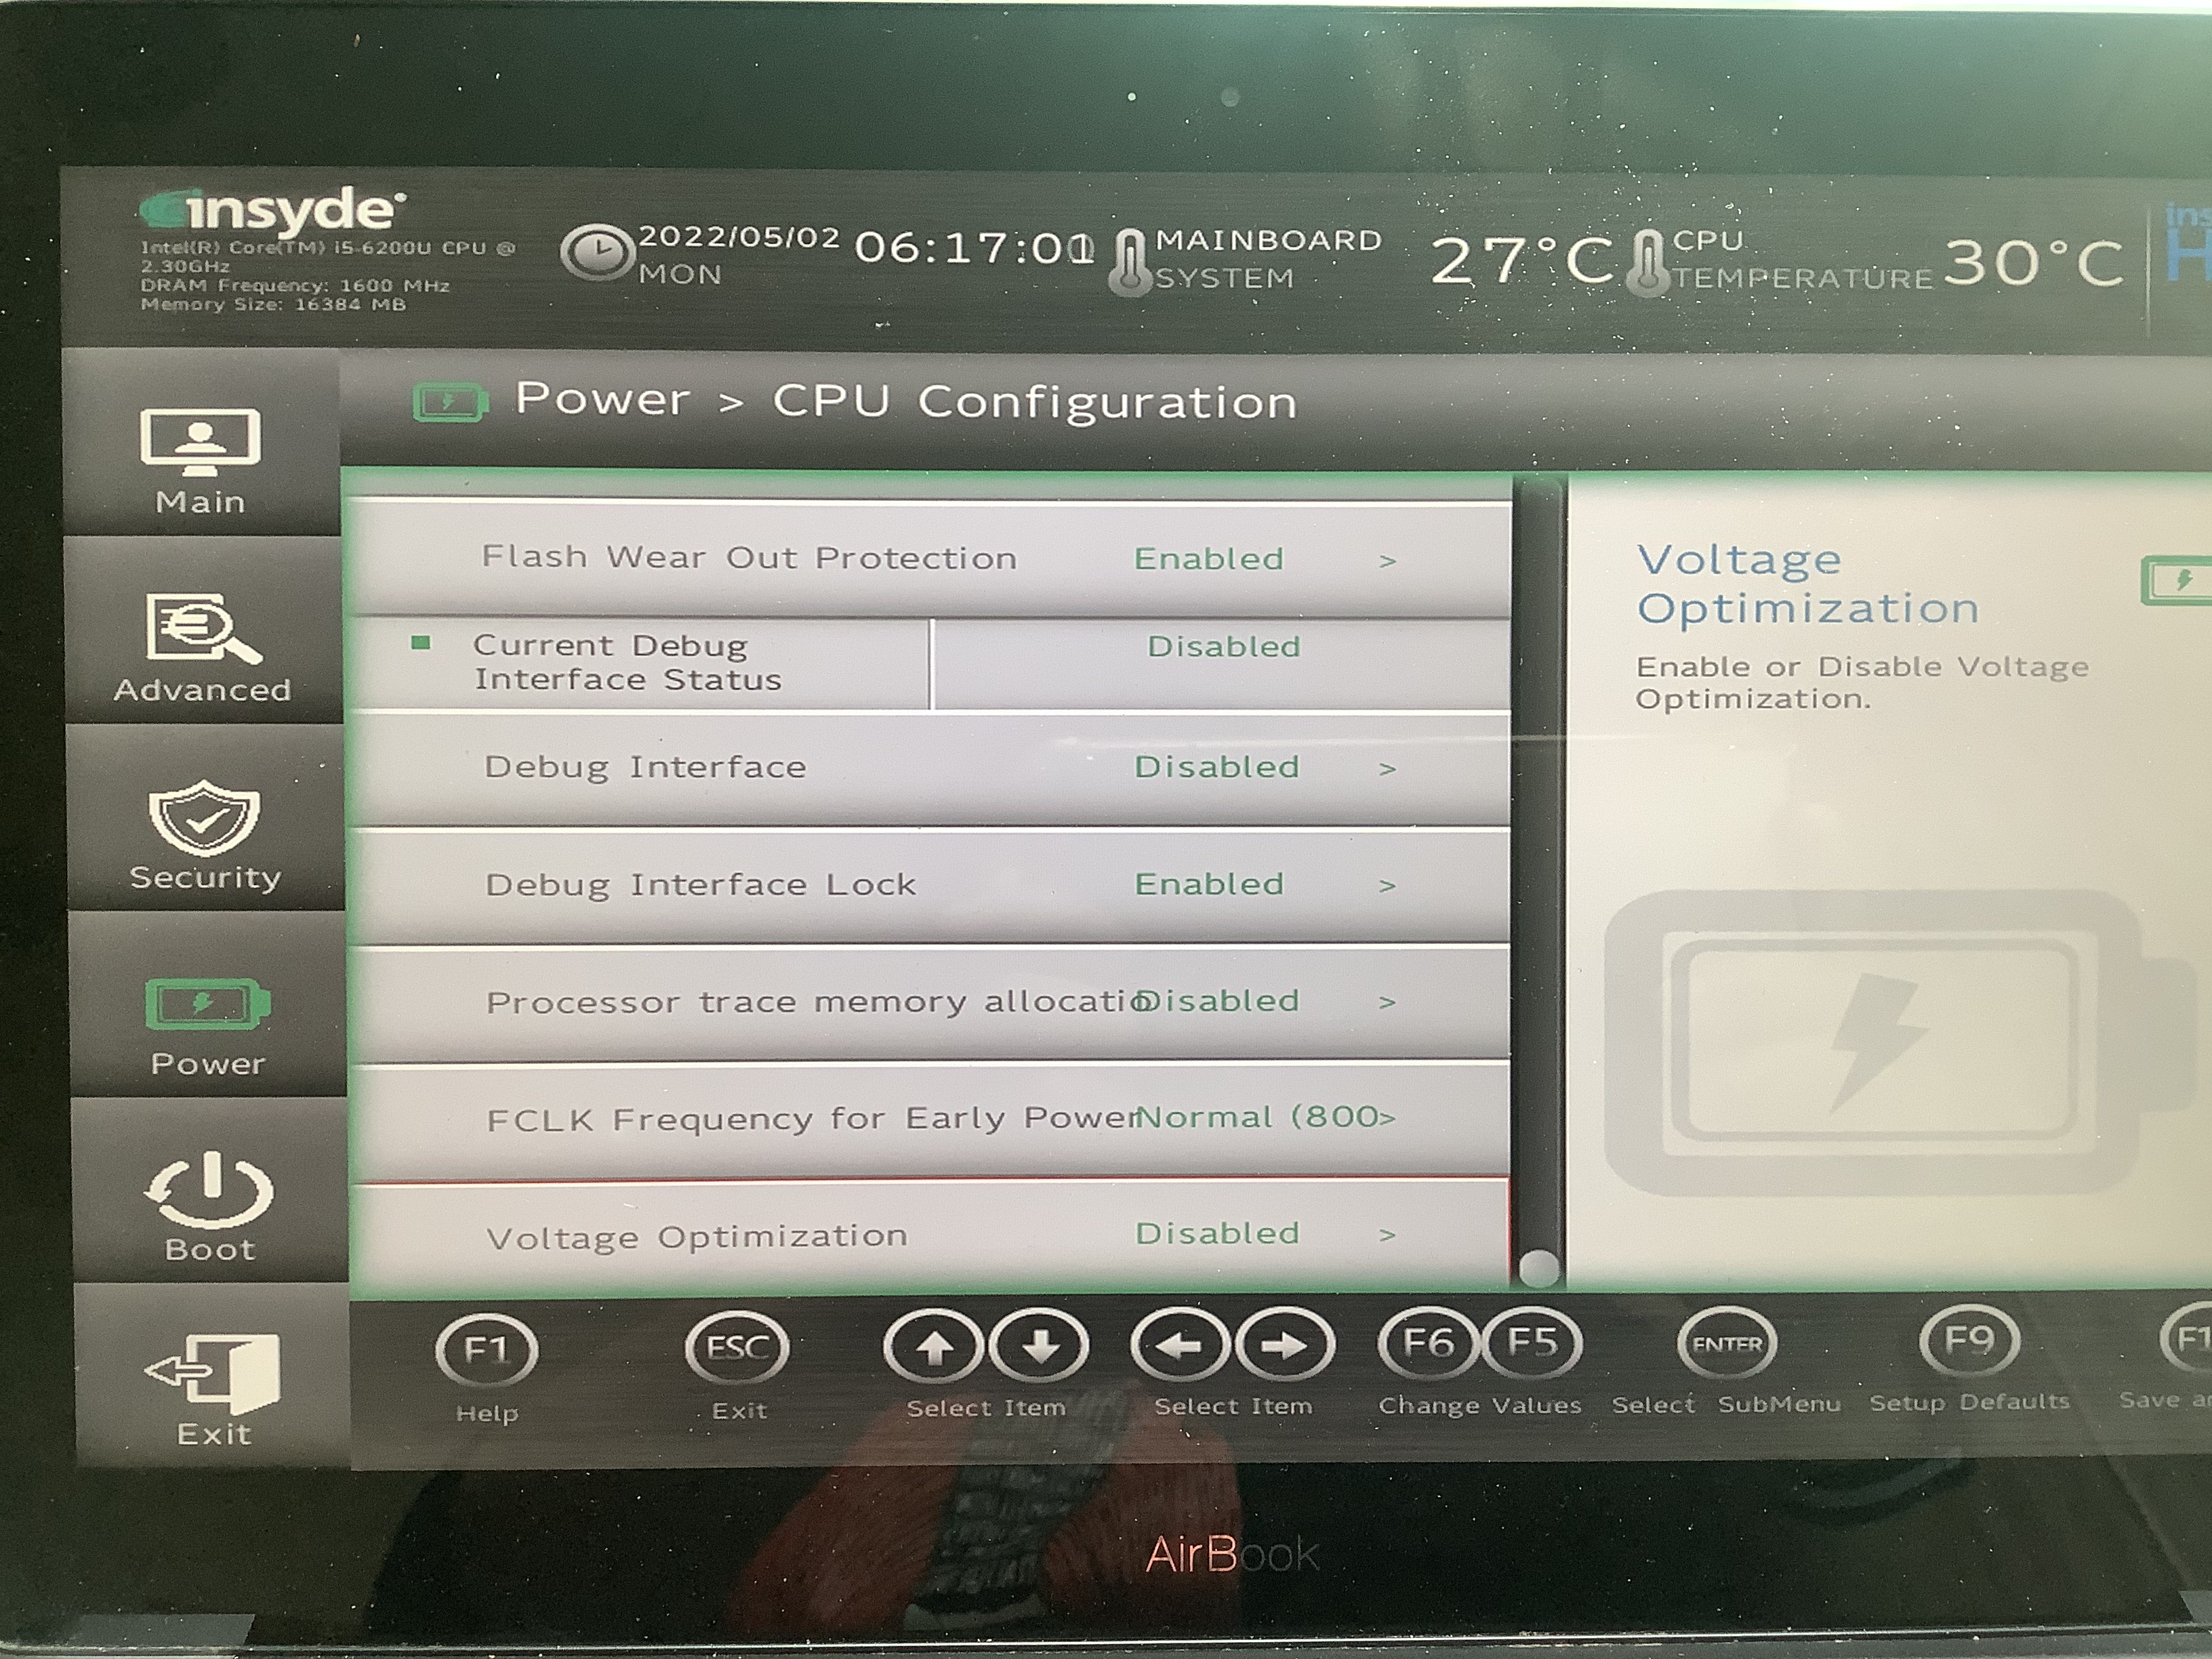 insyde
Intel(R) Core(TM) i5-6200U CPU @
2.30GHz
DRAM Frequency: 1600 MHz
Memory Size: 16384 MB
2022/05/02
MON
06:17:01
MAINBOARD
SYSTEM
27°C
CPU
TEMPERATURE
30°C
ins
H
Power > CPU Configuration
Main
Advanced
Security
Power
Boot
Exit
Flash Wear Out Protection Enabled >
Current Debug
Interface Status
Disabled
Debug Interface Disabled >
Debug Interface Lock Enabled >
Processor trace memory allocatio Disabled >
FCLK Frequency for Early Power Normal (800 >
Voltage Optimization Disabled >
Voltage
Optimization
Enable or Disable Voltage
Optimization.
F1
Help
ESC
Exit
Select Item
Select Item
F6 F5
Change Values
ENTER
Select SubMenu
F9
Setup Defaults
F1
Save a
AirBook